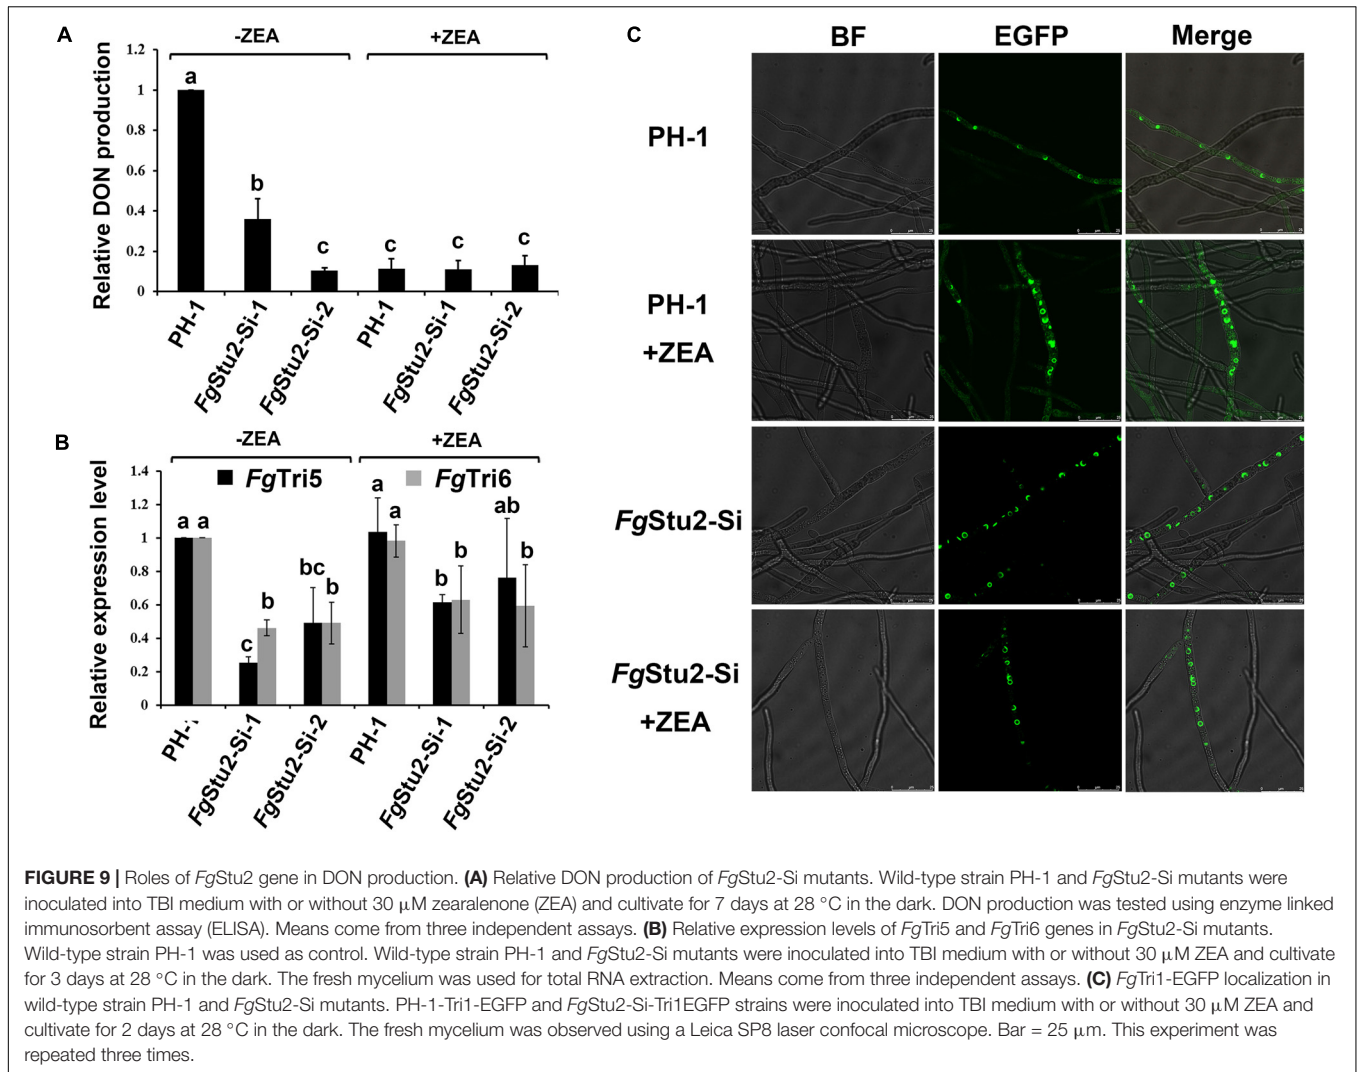 A
-ZEA
+ZEA
Relative DON production
1.2
1
0.8
0.6
0.4
0.2
0
a
b
c
c
c
c
PH-1
FgStu2-Si-1
FgStu2-Si-2
PH-1
FgStu2-Si-1
FgStu2-Si-2
B
-ZEA
+ZEA
Relative expression level
1.4
1.2
1
0.8
0.6
0.4
0.2
0
FgTri5
FgTri6
a
a
c
b
bc
b
a
a
b
b
ab
b
FgStu2-Si-1
FgStu2-Si-2
PH-1
FgStu2-Si-1
FgStu2-Si-2
C
BF
EGFP
Merge
PH-1
PH-1
+ZEA
FgStu2-Si
FgStu2-Si
+ZEA
FIGURE 9 | Roles of FgStu2 gene in DON production. (A) Relative DON production of FgStu2-Si mutants. Wild-type strain PH-1 and FgStu2-Si mutants were
inoculated into TBI medium with or without 30 μM zearalenone (ZEA) and cultivate for 7 days at 28 °C in the dark. DON production was tested using enzyme linked
immunosorbent assay (ELISA). Means come from three independent assays. (B) Relative expression levels of FgTri5 and FgTri6 genes in FgStu2-Si mutants.
Wild-type strain PH-1 was used as control. Wild-type strain PH-1 and FgStu2-Si mutants were inoculated into TBI medium with or without 30 μM ZEA and cultivate
for 3 days at 28 °C in the dark. The fresh mycelium was used for total RNA extraction. Means come from three independent assays. (C) FgTri1-EGFP localization in
wild-type strain PH-1 and FgStu2-Si mutants. PH-1-Tri1-EGFP and FgStu2-Si-Tri1EGFP strains were inoculated into TBI medium with or without 30 μM ZEA and
cultivate for 2 days at 28 °C in the dark. The fresh mycelium was observed using a Leica SP8 laser confocal microscope. Bar = 25 μm. This experiment was
repeated three times.